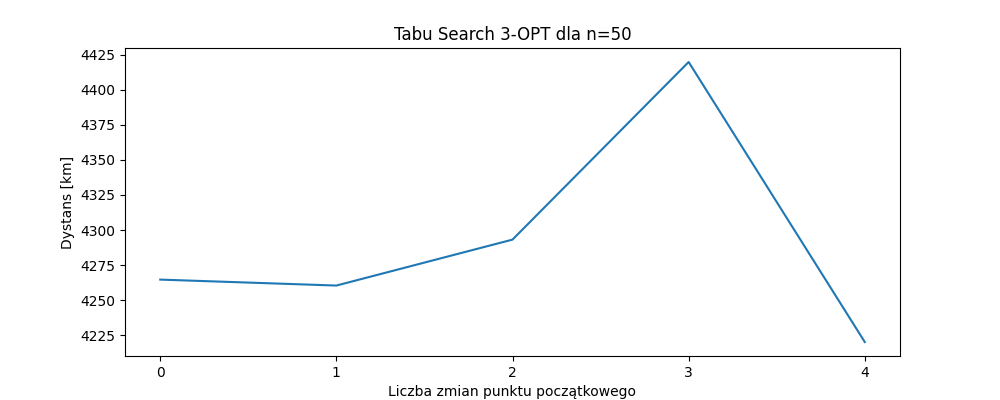 Tabu Search 3-OPT dla n=50
4425
4400
4375
4350
4325
4300
4275
4250
4225
Dystans [km]
0 1 2 3 4
Liczba zmian punktu początkowego